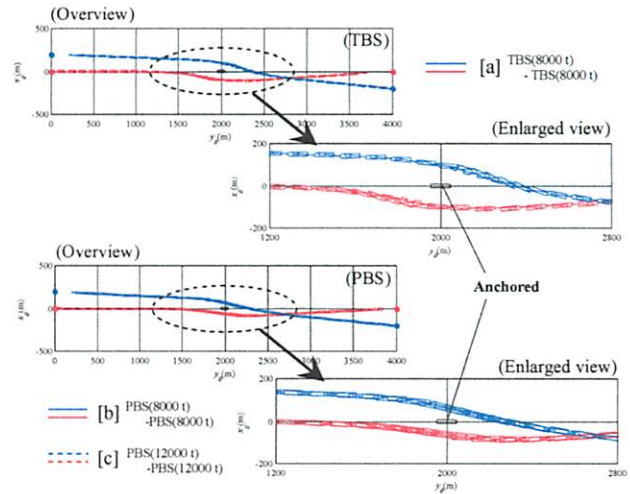 (Overview)
(TBS)
500
0
-500
0 500 1000 1500 2000 2500 3000 3500 4000
[a] TBS(8000 t)
- TBS(8000 t)
(Enlarged view)
200
0
-200
1200 2000 2800
(Overview)
(PBS)
500
0
-500
0 500 1000 1500 2000 2500 3000 3500 4000
Anchored
(Enlarged view)
200
0
-200
1200 2000 2800
[b] PBS(8000 t)
-PBS(8000 t)
[c] PBS(12000 t)
-PBS(12000 t)